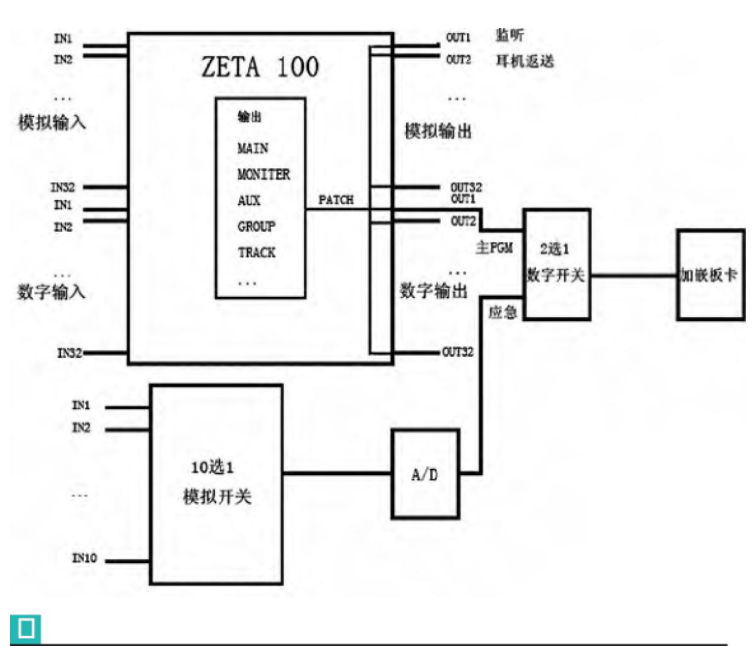 IN1
IN2
...
模拟输入
IN32
IN1
IN2
...
数字输入
IN32
ZETA 100
输出
MAIN
MONITER
AUX
GROUP
TRACK
...
PATCH
OUT1 监听
OUT2 耳机返送
...
模拟输出
OUT32
OUT1
OUT2
主PGM
...
数字输出
应急
OUT32
2选1
数字开关
加嵌板卡
IN1
IN2
...
IN10
10选1
模拟开关
A/D